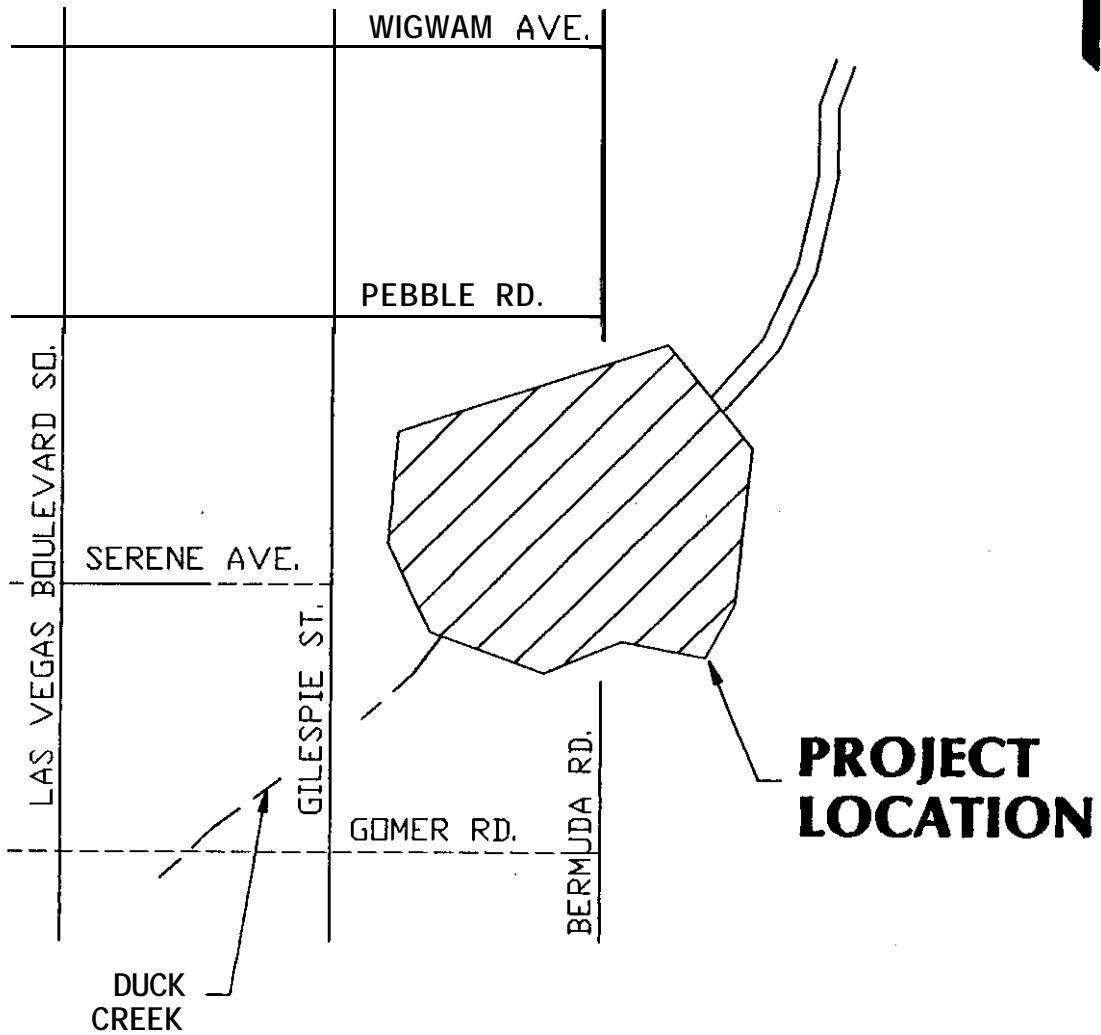 WIGWAM AVE.
PEBBLE RD.
LAS VEGAS BOULEVARD SO.
SERENE AVE.
GILESPIE ST.
GOMER RD.
BERMUDA RD.
PROJECT
LOCATION
DUCK
CREEK